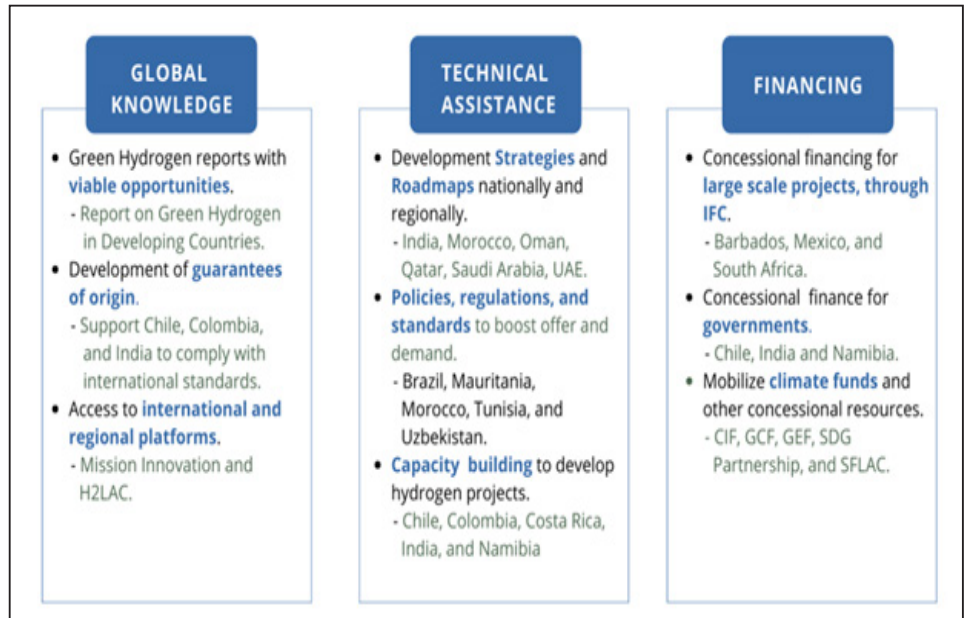 GLOBAL
KNOWLEDGE
• Green Hydrogen reports with
viable opportunities.
- Report on Green Hydrogen
in Developing Countries.
• Development of guarantees
of origin.
- Support Chile, Colombia,
and India to comply with
international standards.
• Access to international and
regional platforms.
- Mission Innovation and
H2LAC.
TECHNICAL
ASSISTANCE
• Development Strategies and
Roadmaps nationally and
regionally.
- India, Morocco, Oman,
Qatar, Saudi Arabia, UAE.
• Policies, regulations, and
standards to boost offer and
demand.
- Brazil, Mauritania,
Morocco, Tunisia, and
Uzbekistan.
• Capacity building to develop
hydrogen projects.
- Chile, Colombia, Costa Rica,
India, and Namibia
FINANCING
• Concessional financing for
large scale projects, through
IFC.
- Barbados, Mexico, and
South Africa.
• Concessional finance for
governments.
- Chile, India and Namibia.
• Mobilize climate funds and
other concessional resources.
- CIF, GCF, GEF, SDG
Partnership, and SFLAC.